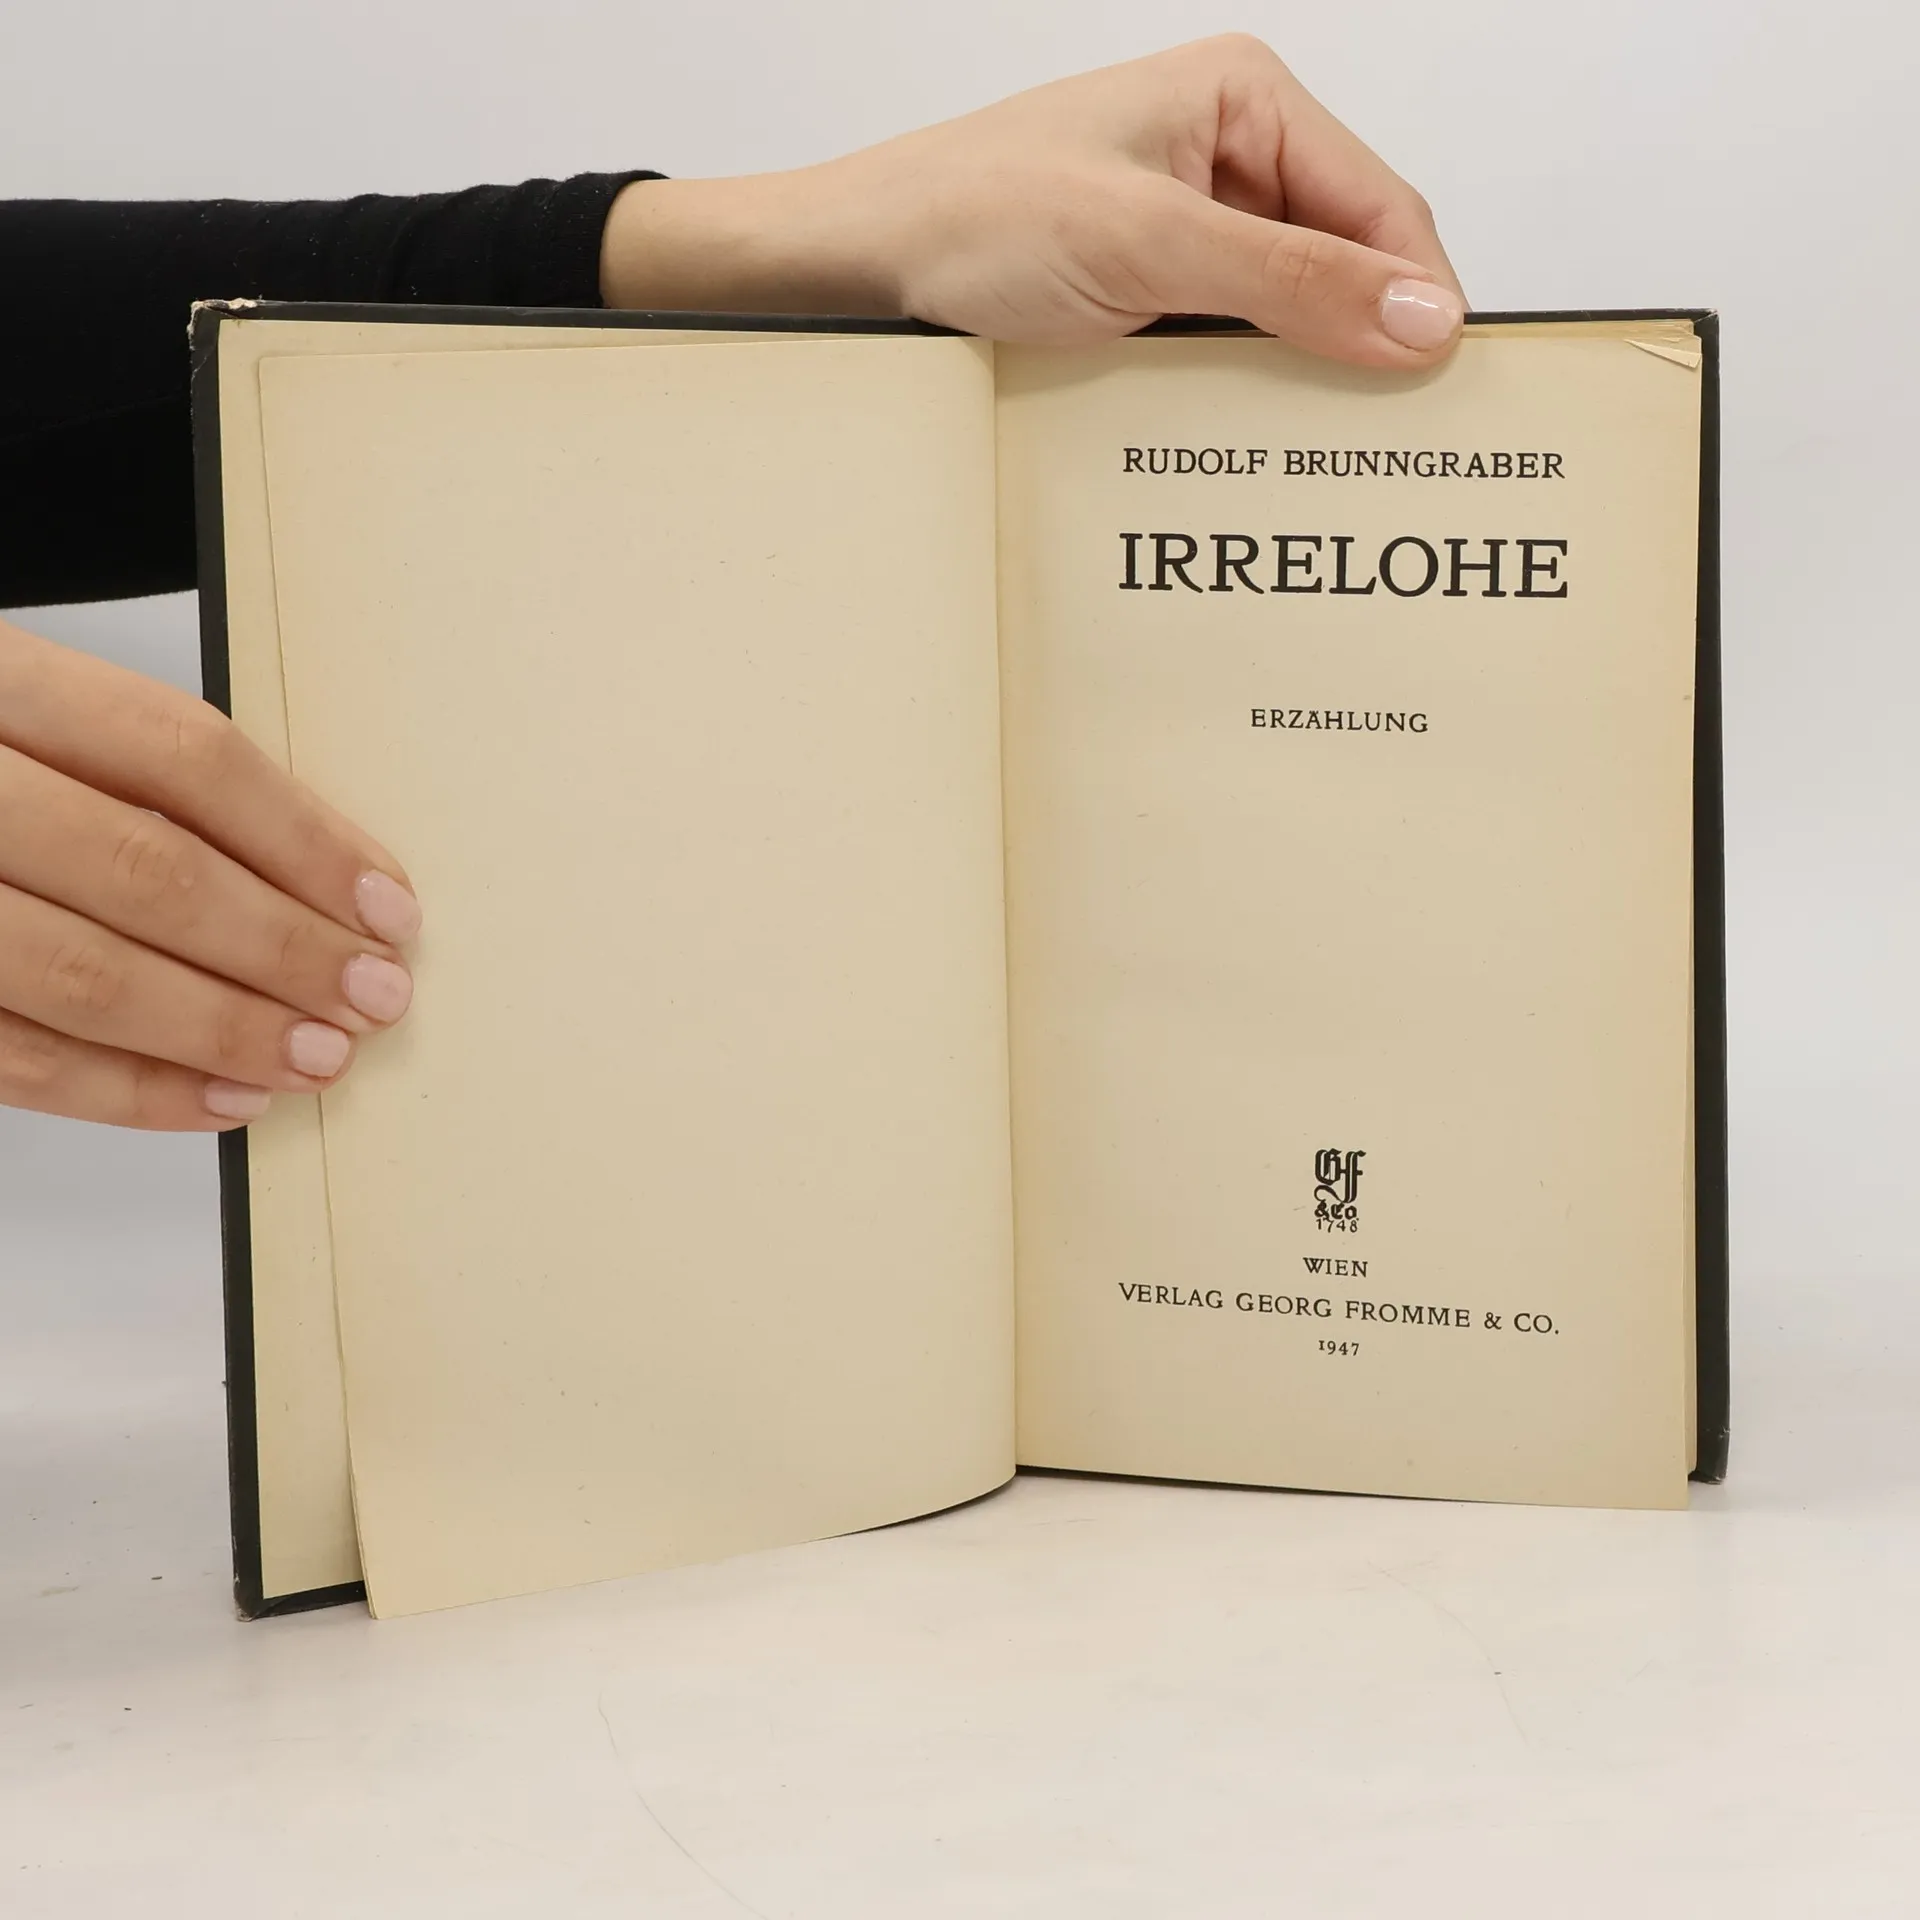 RUDOLF BRUNNGRABER
IRRELOHE
ERZÄHLUNG
GF
&Co.
1748
WIEN
VERLAG GEORG FROMME & CO.
1947